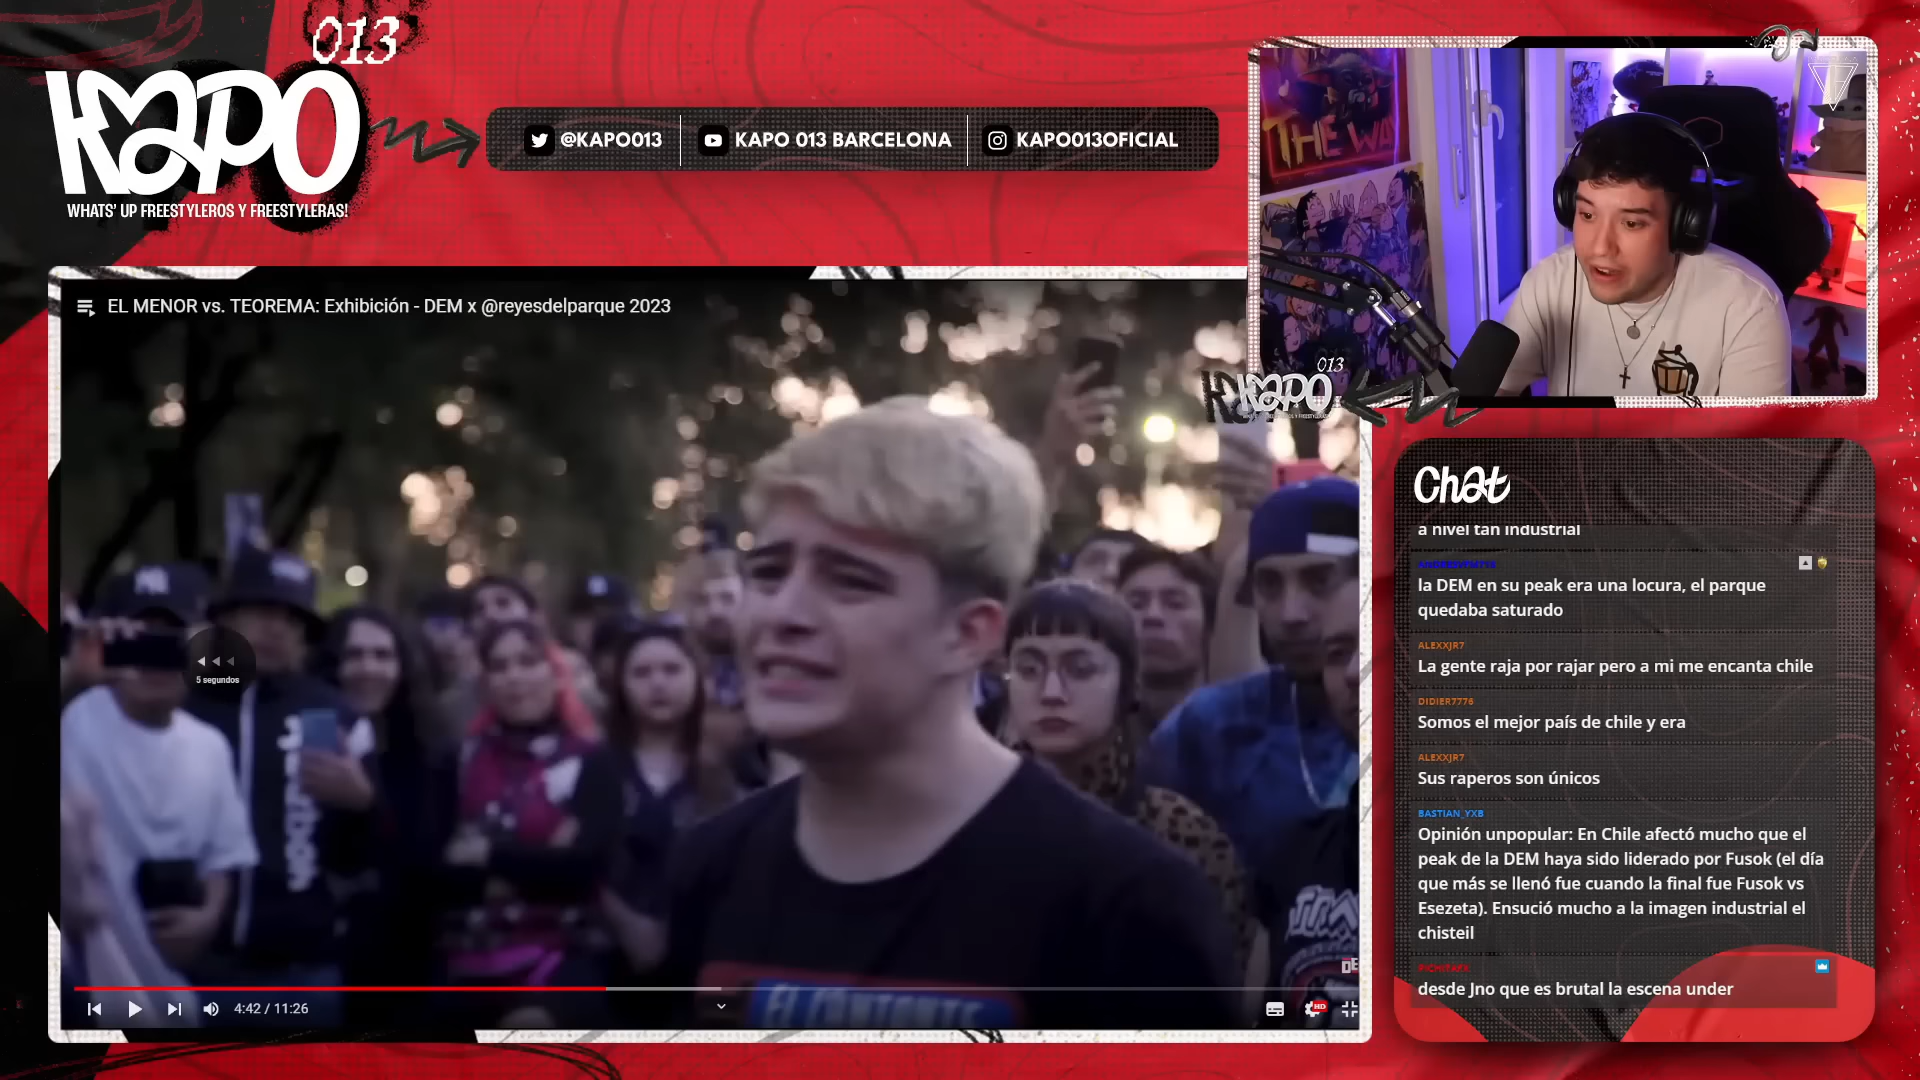 013
KAPO
WHATS' UP FREESTYLEROS Y FREESTYLERAS!
@KAPO013
KAPO 013 BARCELONA
KAPO013OFICIAL
THE WAY
EL MENOR vs. TEOREMA: Exhibición - DEM x @reyesdelparque 2023
013
KAPO
5 segundos
4:42 / 11:26
HD
Chat
a nivel tan industrial
la DEM en su peak era una locura, el parque
quedaba saturado
ALEXXJR7
La gente raja por rajar pero a mi me encanta chile
DIDIER7776
Somos el mejor país de chile y era
ALEXXJR7
Sus raperos son únicos
BASTIAN_YXB
Opinión unpopular: En Chile afectó mucho que el
peak de la DEM haya sido liderado por Fusok (el día
que más se llenó fue cuando la final fue Fusok vs
Esezeta). Ensució mucho a la imagen industrial el
chisteil
desde Jno que es brutal la escena under